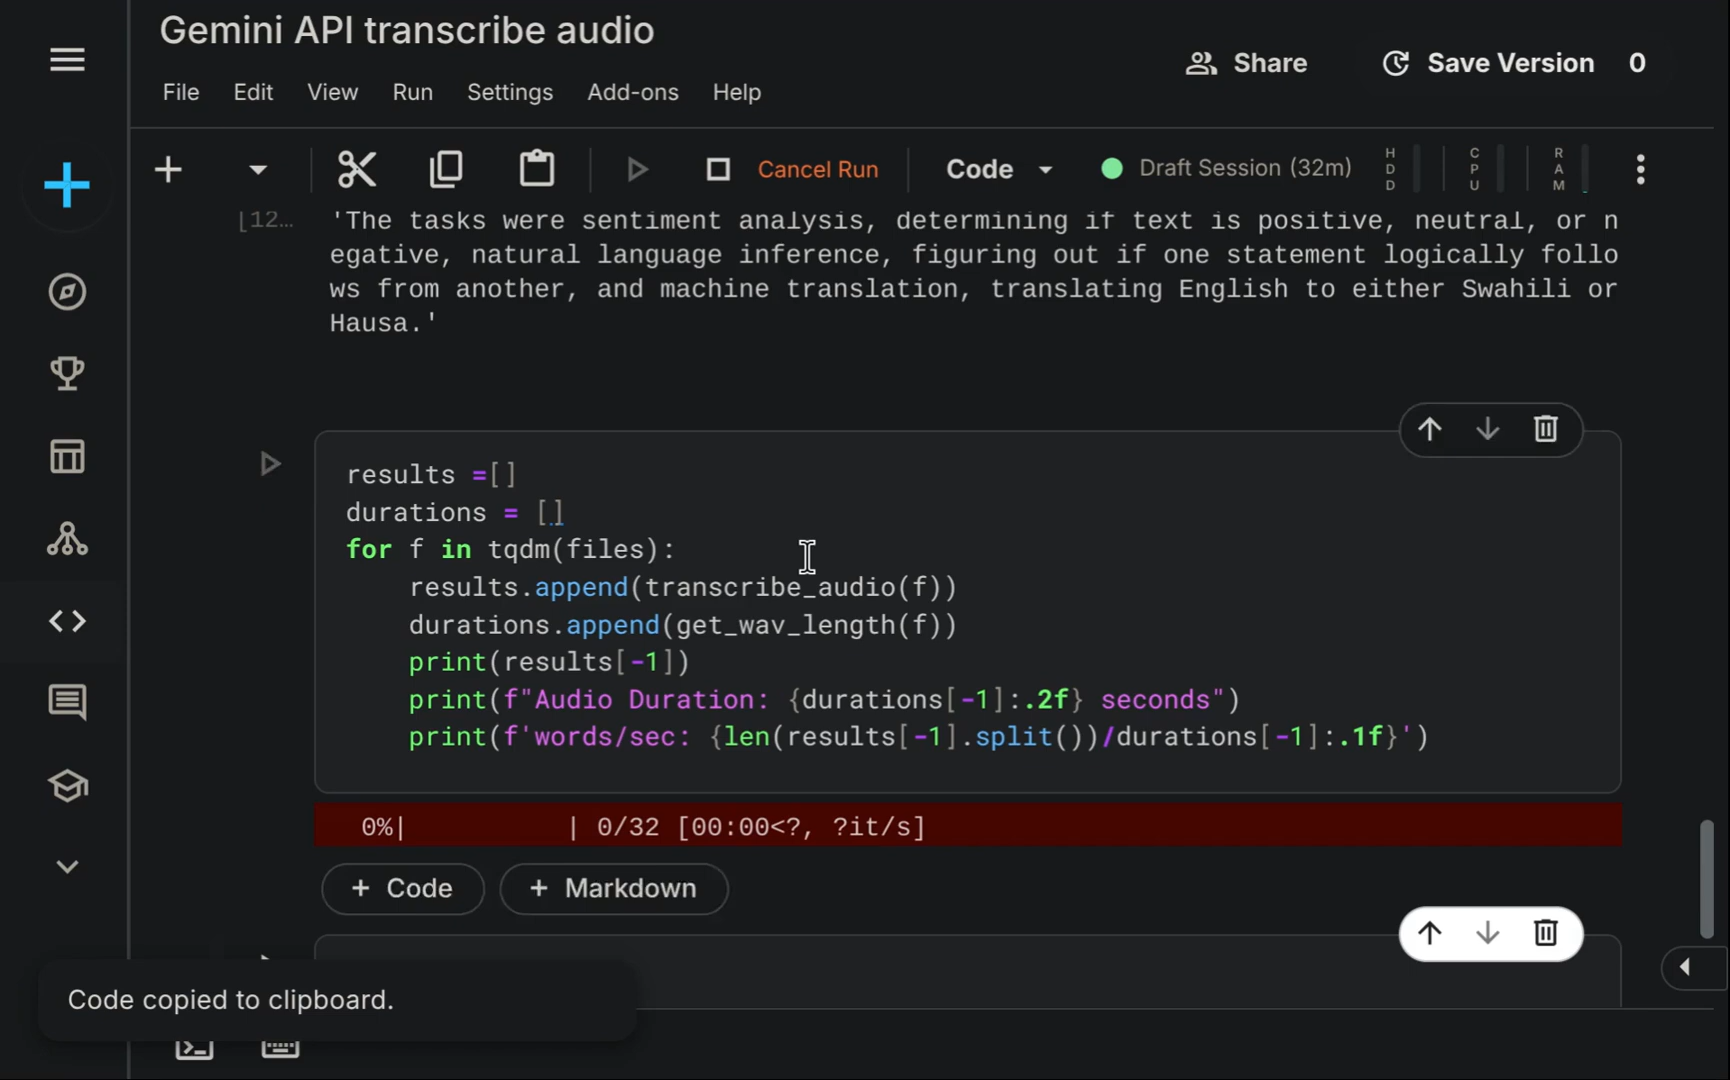 Gemini API transcribe audio
Share
Save Version 0
File Edit View Run Settings Add-ons Help
Cancel Run
Code
Draft Session (32m)
HDD
CPU
RAM
[12…
'The tasks were sentiment analysis, determining if text is positive, neutral, or n
egative, natural language inference, figuring out if one statement logically follo
ws from another, and machine translation, translating English to either Swahili or
Hausa.'
results =[]
durations = []
for f in tqdm(files):
    results.append(transcribe_audio(f))
    durations.append(get_wav_length(f))
    print(results[-1])
    print(f"Audio Duration: {durations[-1]:.2f} seconds")
    print(f'words/sec: {len(results[-1].split())/durations[-1]:.1f}')
0%| | 0/32 [00:00<?, ?it/s]
+ Code
+ Markdown
Code copied to clipboard.